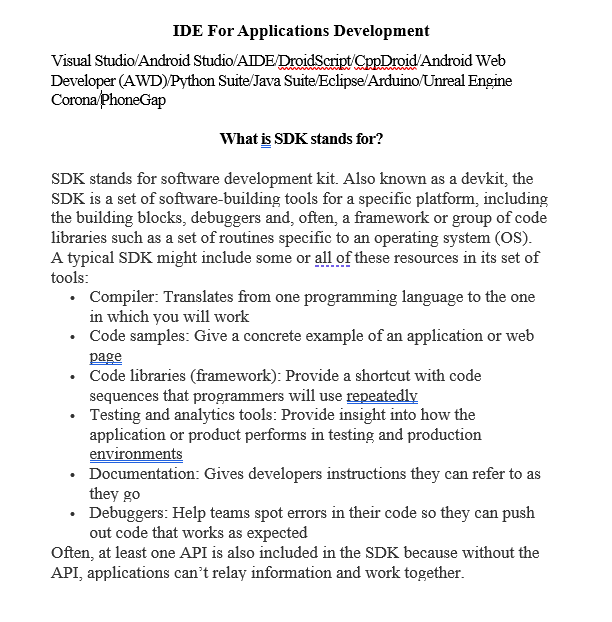 IDE For Applications Development
Visual Studio/Android Studio/AIDE/DroidScript/CppDroid/Android Web
Developer (AWD)/Python Suite/Java Suite/Eclipse/Arduino/Unreal Engine
Corona/PhoneGap
What is SDK stands for?
SDK stands for software development kit. Also known as a devkit, the
SDK is a set of software-building tools for a specific platform, including
the building blocks, debuggers and, often, a framework or group of code
libraries such as a set of routines specific to an operating system (OS).
A typical SDK might include some or all of these resources in its set of
tools:
• Compiler: Translates from one programming language to the one
in which you will work
• Code samples: Give a concrete example of an application or web
page
• Code libraries (framework): Provide a shortcut with code
sequences that programmers will use repeatedly
• Testing and analytics tools: Provide insight into how the
application or product performs in testing and production
environments
• Documentation: Gives developers instructions they can refer to as
they go
• Debuggers: Help teams spot errors in their code so they can push
out code that works as expected
Often, at least one API is also included in the SDK because without the
API, applications can’t relay information and work together.